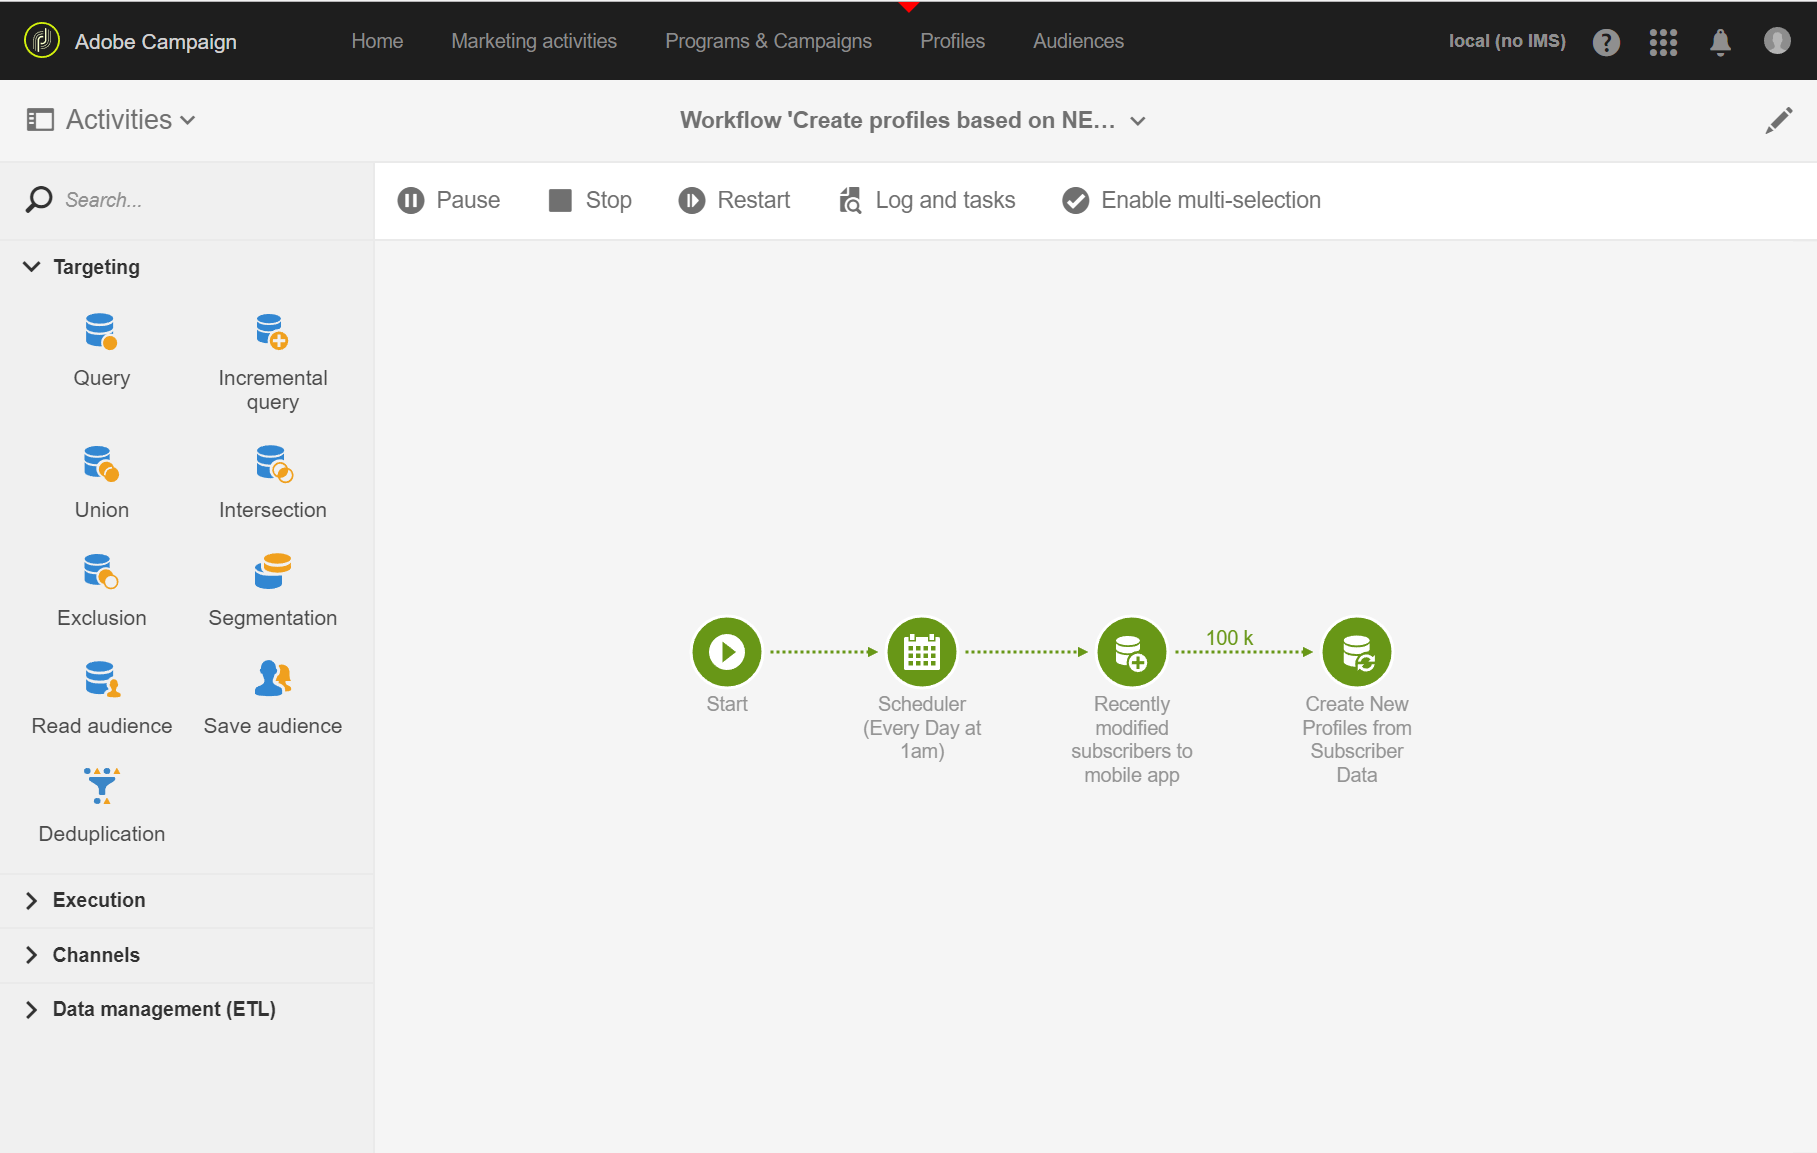 Adobe Campaign
Home
Marketing activities
Programs & Campaigns
Profiles
Audiences
local (no IMS)
?
Activities
Workflow 'Create profiles based on NE...
Search...
Pause
Stop
Restart
Log and tasks
Enable multi-selection
Targeting
Query
Incremental
query
Union
Intersection
Exclusion
Segmentation
Read audience
Save audience
Deduplication
Execution
Channels
Data management (ETL)
Start
Scheduler
(Every Day at
1am)
Recently
modified
subscribers to
mobile app
100 k
Create New
Profiles from
Subscriber
Data